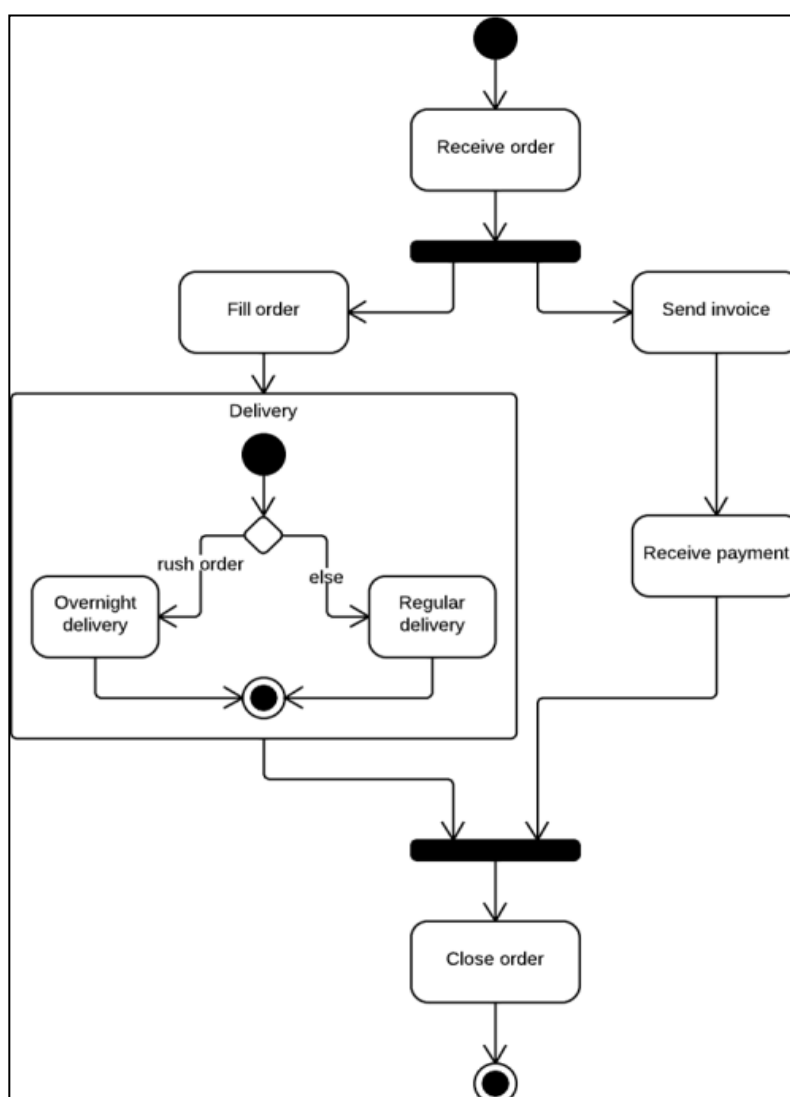 Receive order
Fill order
Send invoice
Delivery
rush order
else
Overnight
delivery
Regular
delivery
Receive payment
Close order